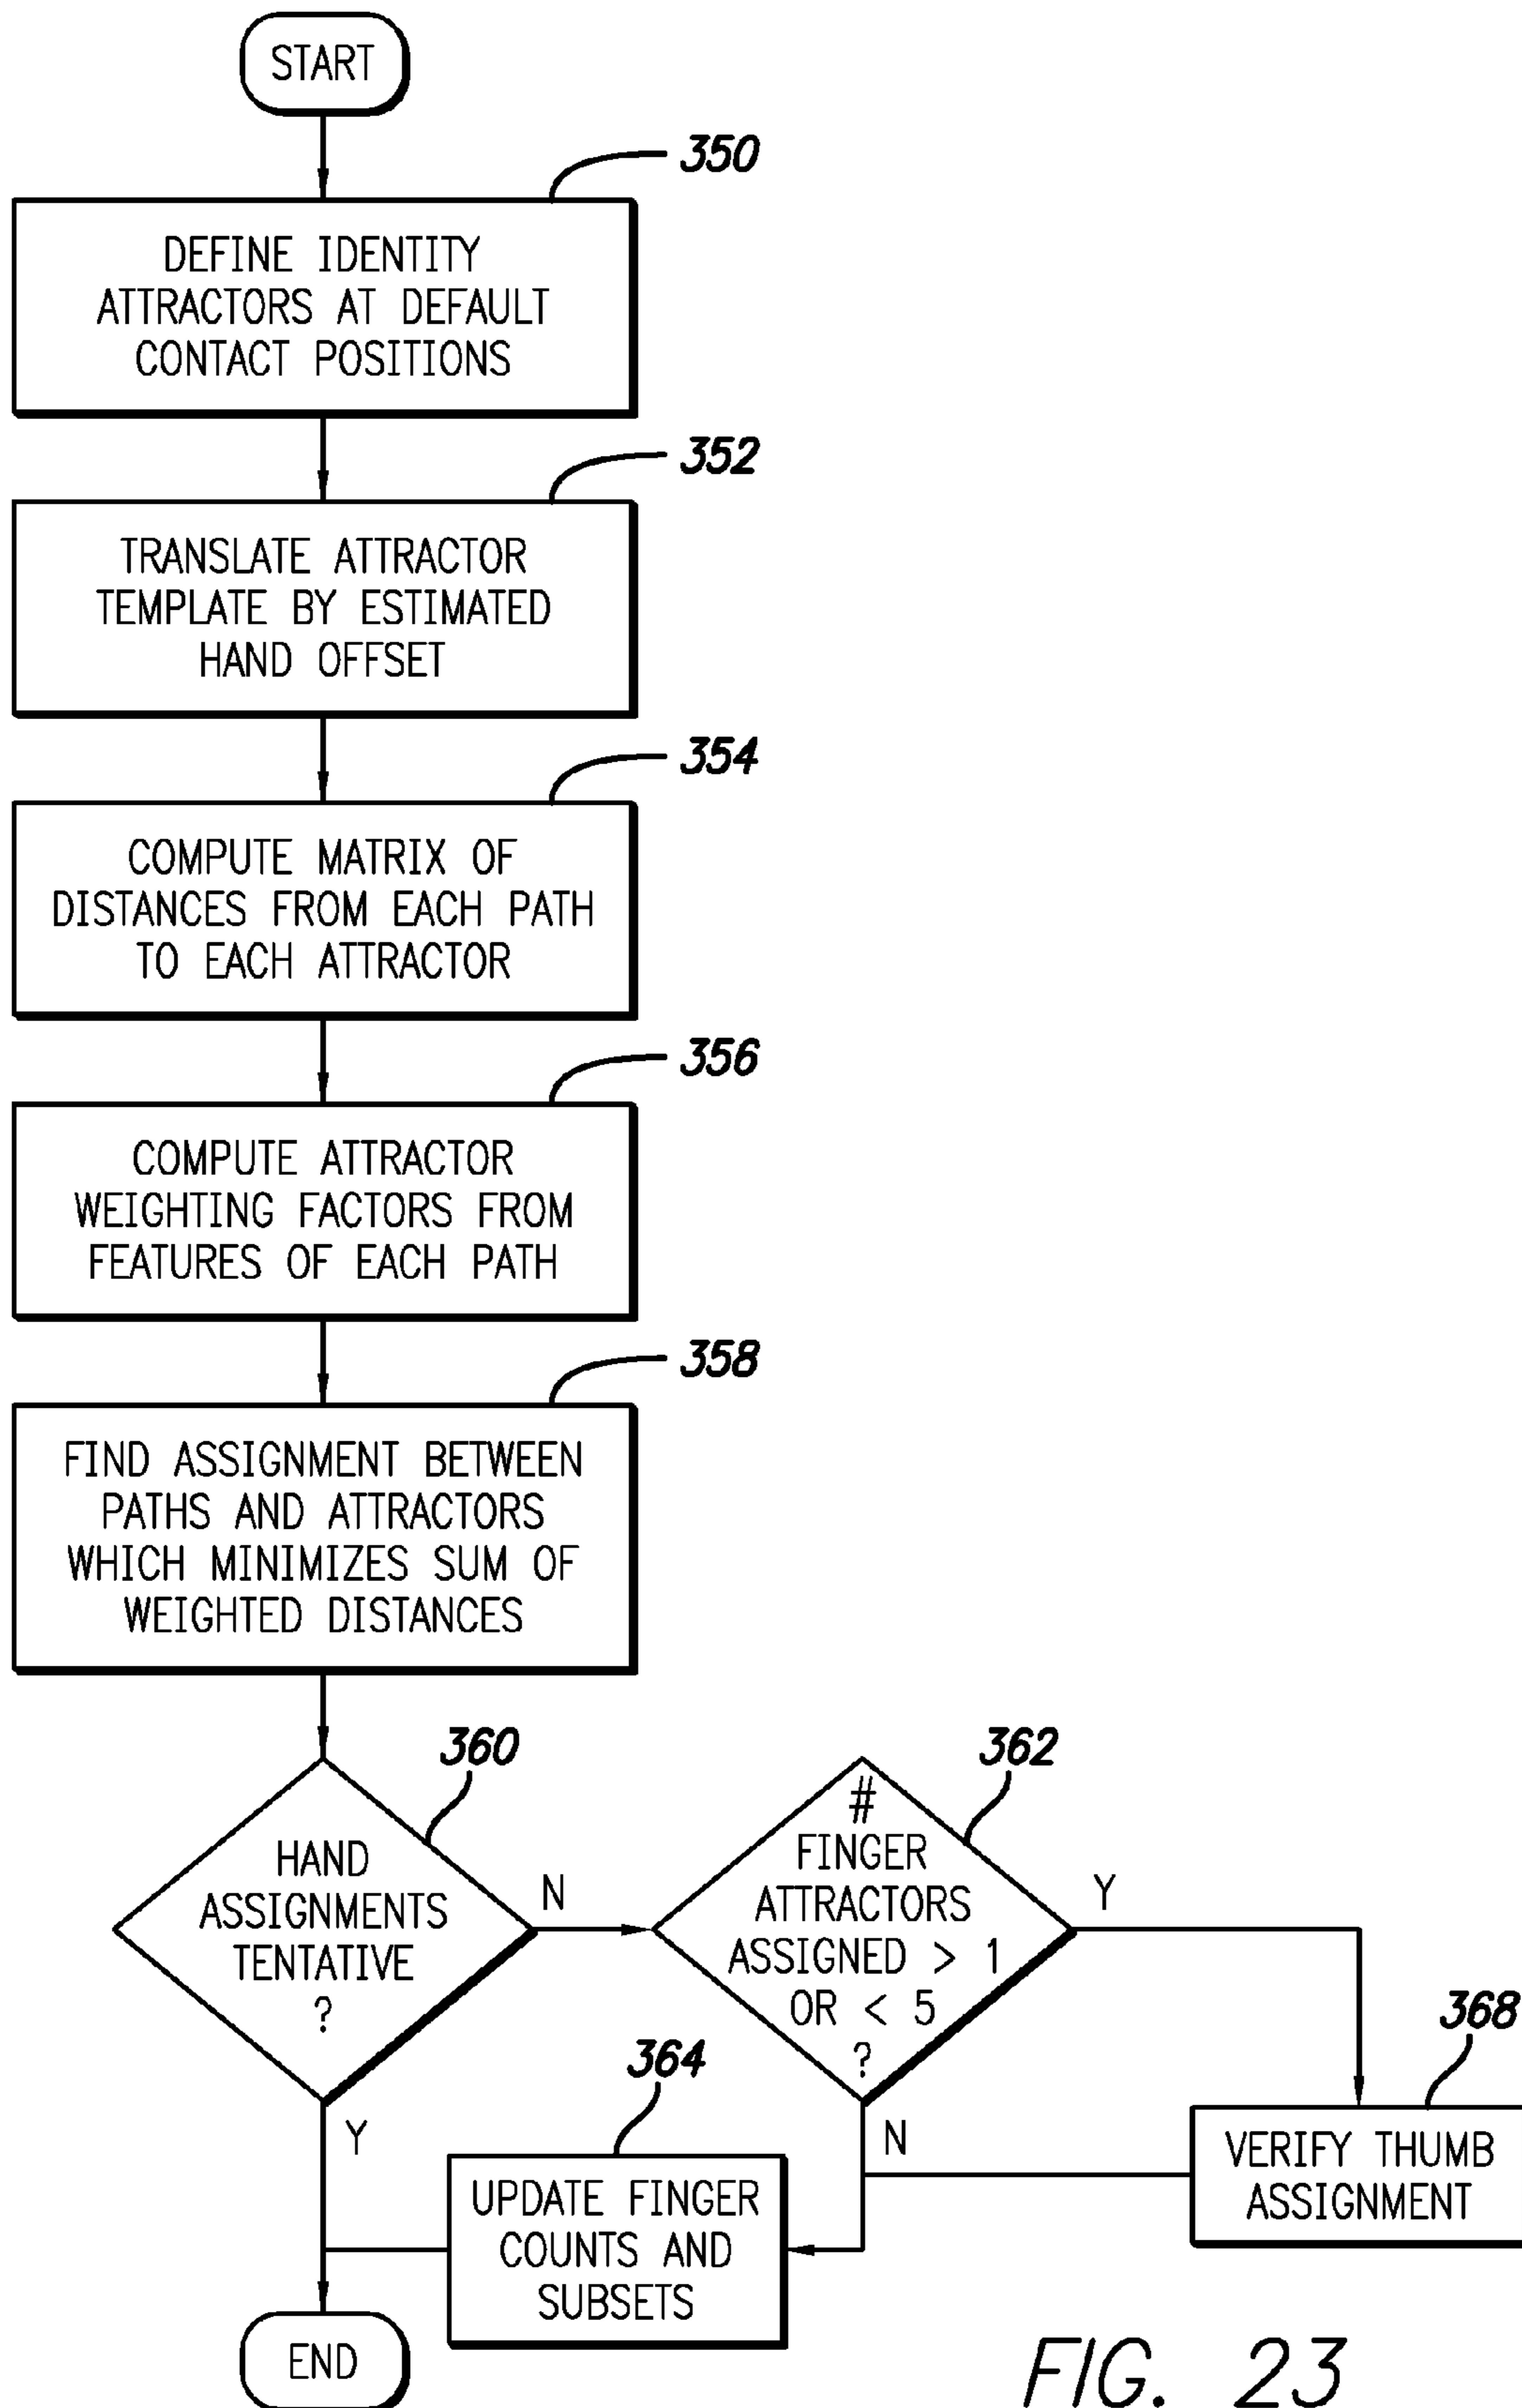 START
350
DEFINE IDENTITY
ATTRACTORS AT DEFAULT
CONTACT POSITIONS
352
TRANSLATE ATTRACTOR
TEMPLATE BY ESTIMATED
HAND OFFSET
354
COMPUTE MATRIX OF
DISTANCES FROM EACH PATH
TO EACH ATTRACTOR
356
COMPUTE ATTRACTOR
WEIGHTING FACTORS FROM
FEATURES OF EACH PATH
358
FIND ASSIGNMENT BETWEEN
PATHS AND ATTRACTORS
WHICH MINIMIZES SUM OF
WEIGHTED DISTANCES
360
HAND
ASSIGNMENTS
TENTATIVE
?
N
Y
362
#
FINGER
ATTRACTORS
ASSIGNED > 1
OR < 5
?
Y
N
368
VERIFY THUMB
ASSIGNMENT
364
UPDATE FINGER
COUNTS AND
SUBSETS
END
FIG. 23